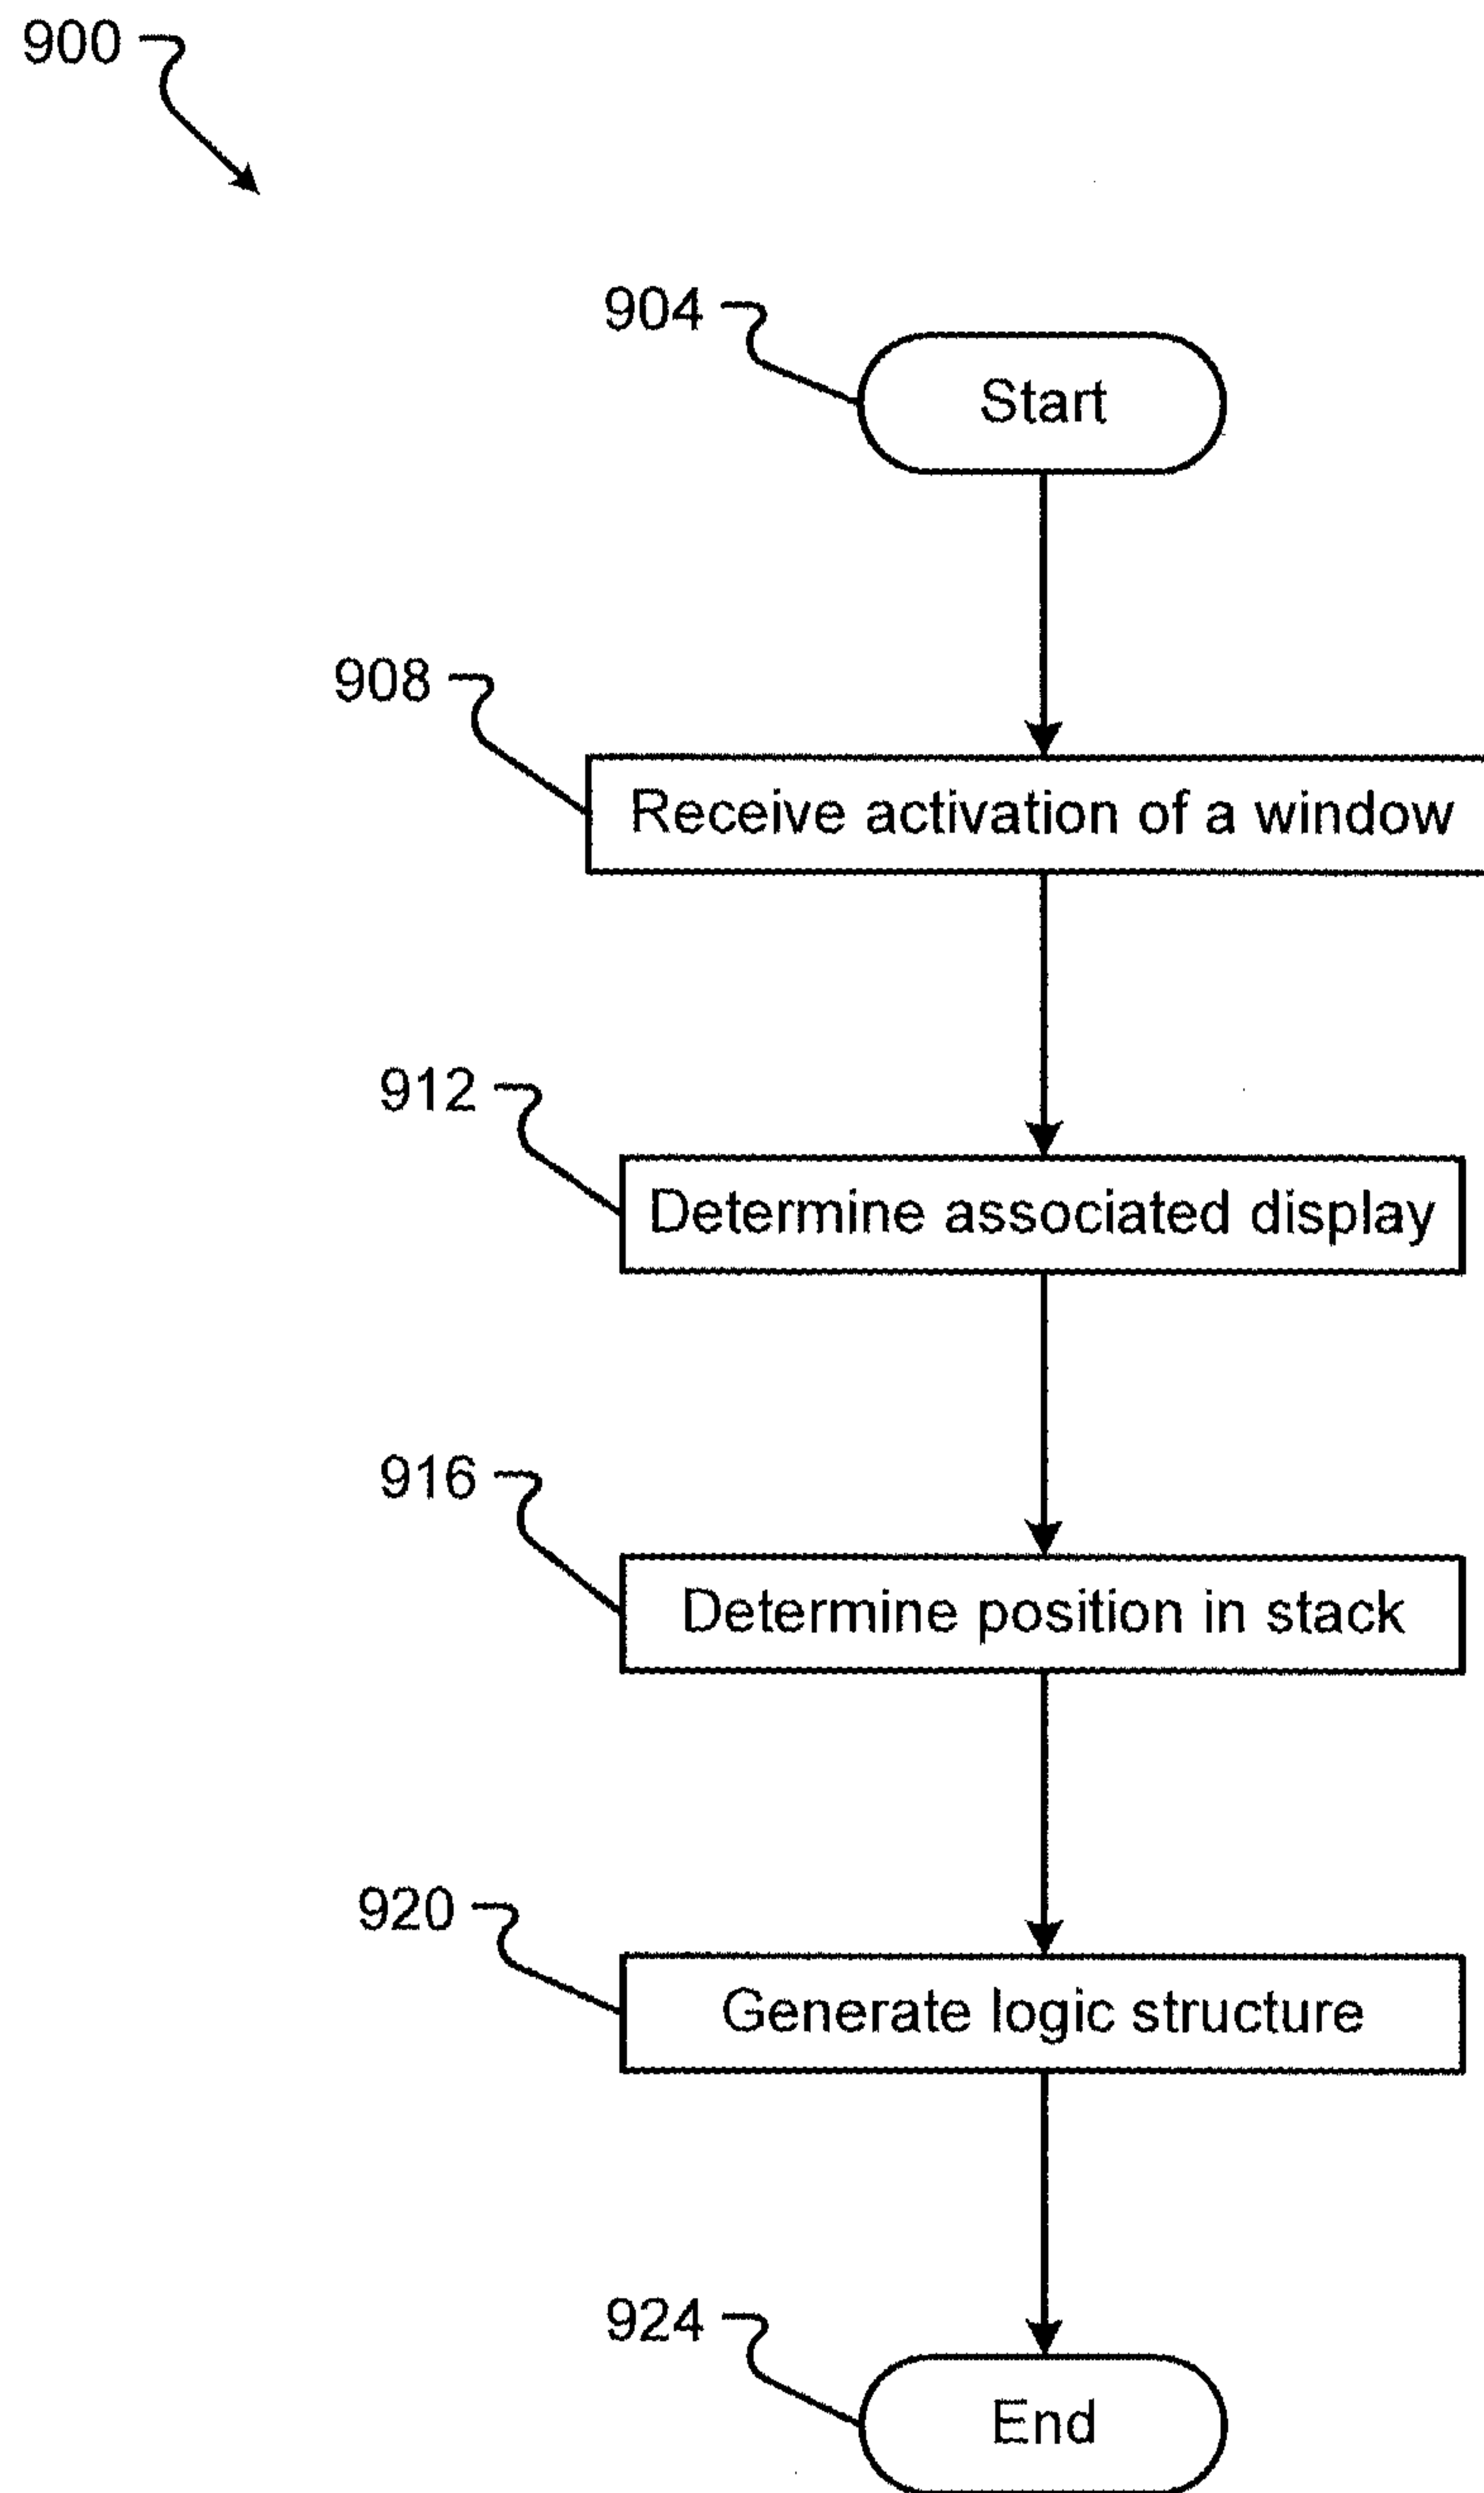 900
904
Start
908
Receive activation of a window
912
Determine associated display
916
Determine position in stack
920
Generate logic structure
924
End